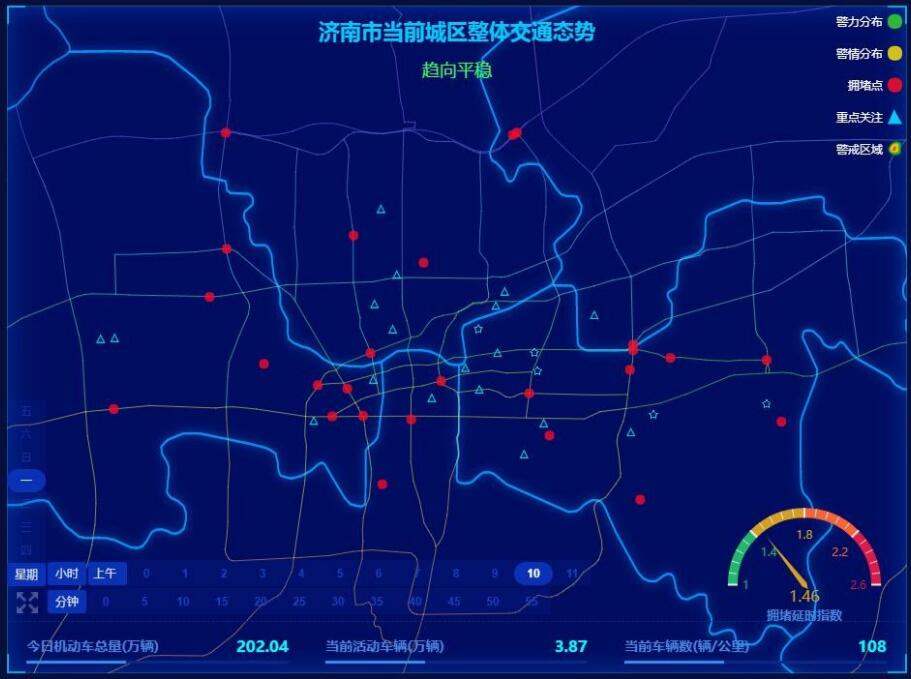 济南市当前城区整体交通态势
趋向平稳
警力分布
警情分布
拥堵点
重点关注
警戒区域
五
六
日
一
三
四
星期 小时 上午 0 1 2 3 4 5 6 8 9 10 11
分钟 0 5 10 15 20 25 30 35 40 45 50 55
1 1.4 1.8 2.2 2.6
1.46
拥堵延时指数
今日机动车总量(万辆) 202.04 当前活动车辆(万辆) 3.87 当前车辆数(辆/公里) 108